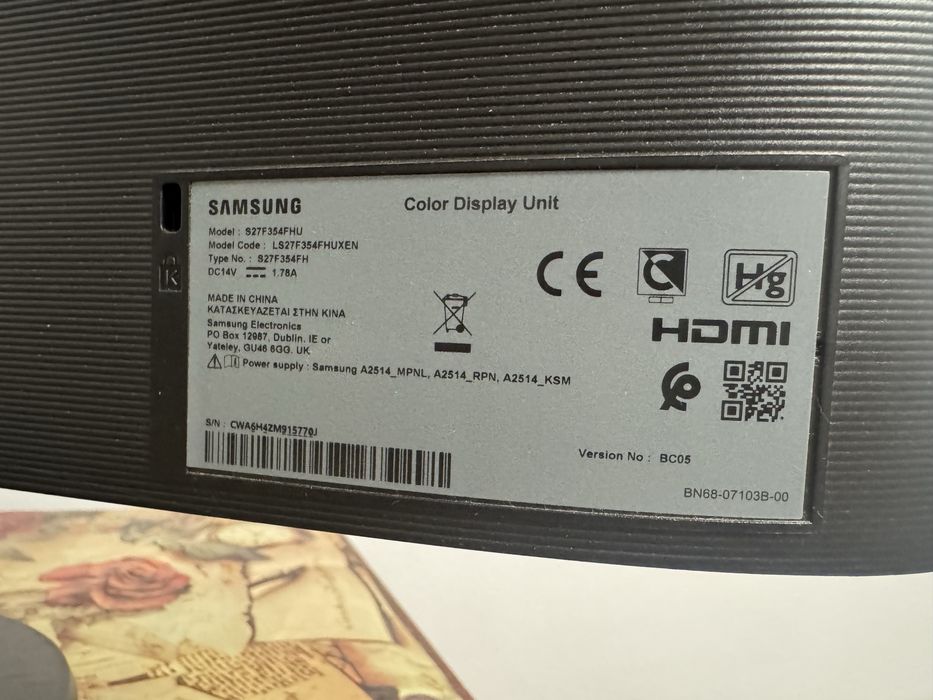 SAMSUNG
Color Display Unit
Model : S27F354FHU
Model Code : LS27F354FHUXEN
Type No. : S27F354FH
DC14V 1.78A
MADE IN CHINA
ΚΑΤΑΣΚΕΥΑΖΕΤΑΙ ΣΤΗΝ ΚΙΝΑ
Samsung Electronics
PO Box 12987, Dublin. IE or
Yateley, GU46 6GG. UK
Power supply : Samsung A2514_MPNL, A2514_RPN, A2514_KSM
CE
Hg
HDMI
S/N : CWA6H4ZM915770J
Version No : BC05
BN68-07103B-00
K